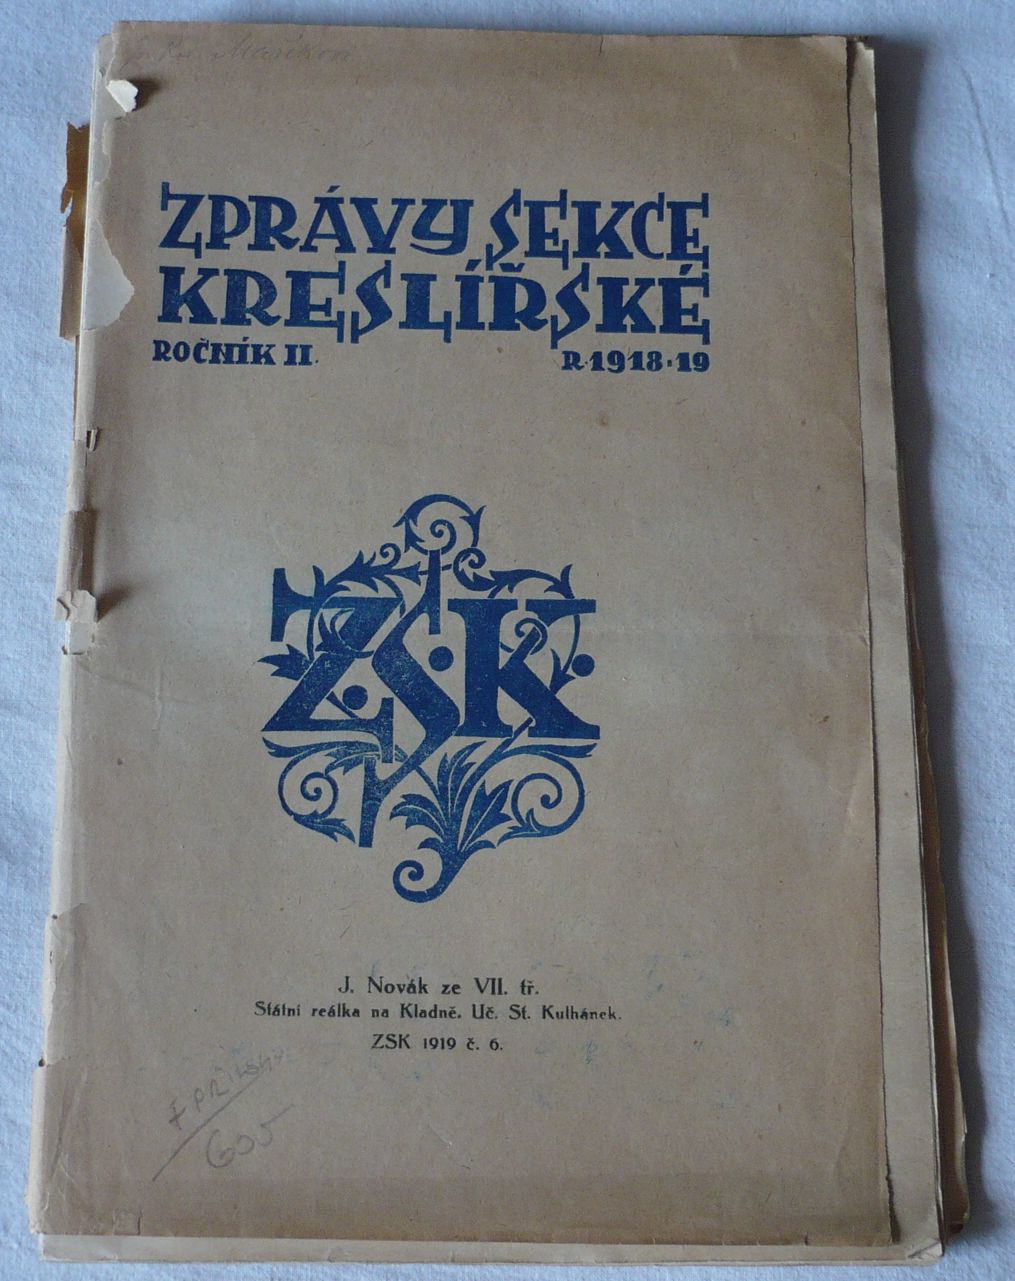 ZPRÁVY SEKCE
KRESLÍŘSKÉ
ROČNÍK II. R.1918-19
ZSK
J. Novák ze VII. tř.
Státní reálka na Kladně. Uč. St. Kulhánek.
ZSK 1919 č. 6.
605